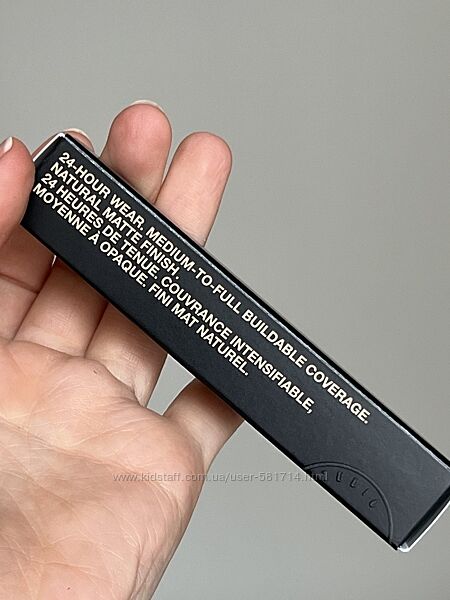 24-HOUR WEAR. MEDIUM-TO-FULL BUILDABLE COVERAGE.
NATURAL MATTE FINISH.
24 HEURES DE TENUE. COUVRANCE INTENSIFIABLE,
MOYENNE À OPAQUE. FINI MAT NATUREL.
www.kidstaff.com.ua/user-581714.html